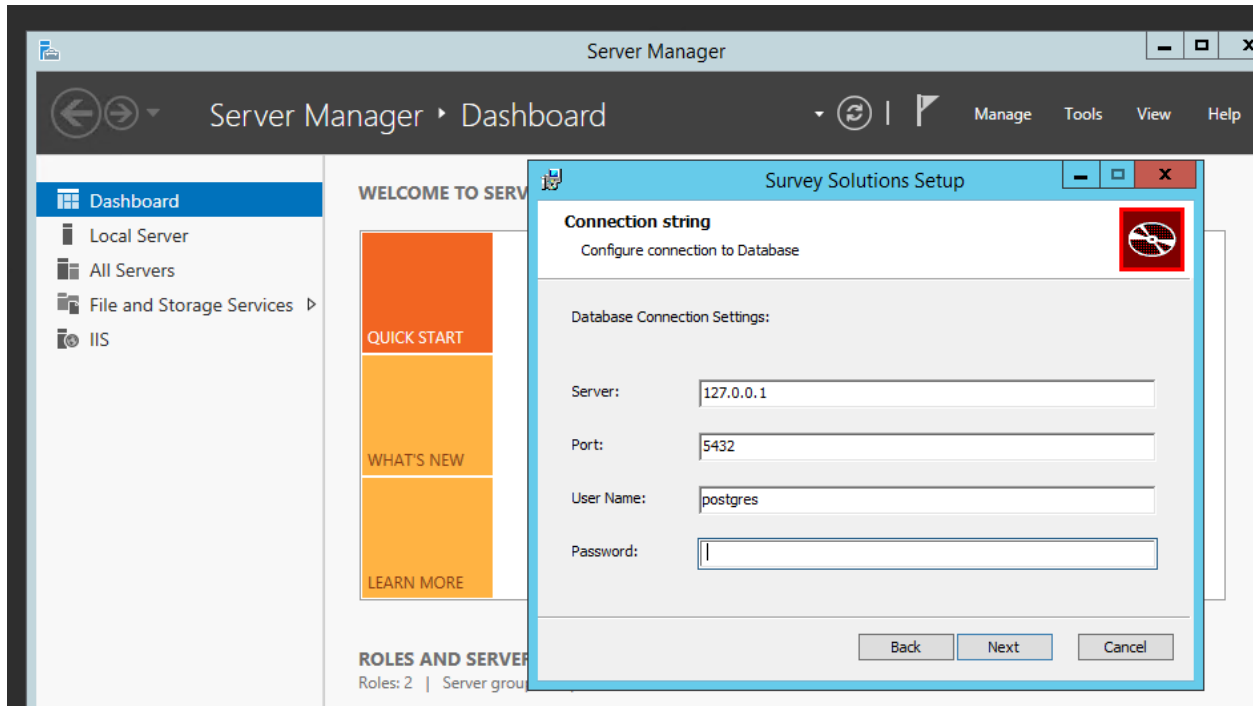 Server Manager
Server Manager • Dashboard
Manage Tools View Help
Dashboard
Local Server
All Servers
File and Storage Services
IIS
WELCOME TO SERV
QUICK START
WHAT'S NEW
LEARN MORE
ROLES AND SERVER
Roles: 2 | Server group
Survey Solutions Setup
Connection string
Configure connection to Database
Database Connection Settings:
Server: 127.0.0.1
Port: 5432
User Name: postgres
Password:
Back Next Cancel